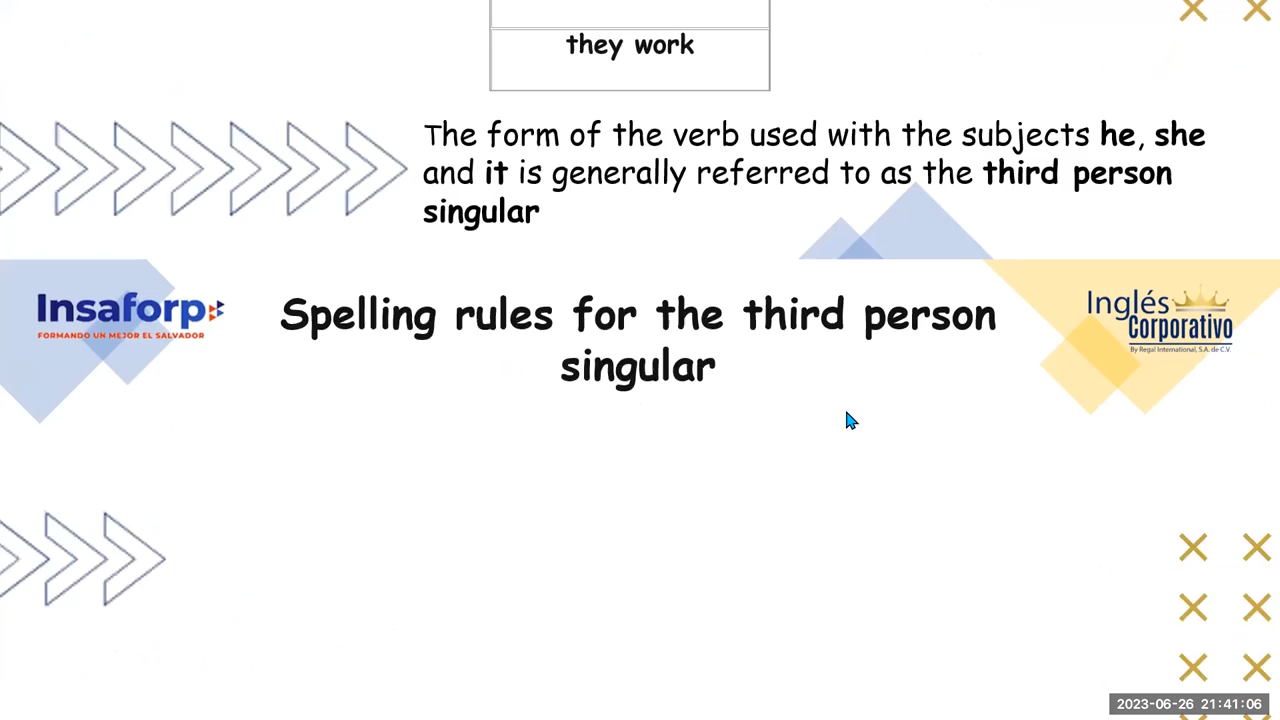 they work
The form of the verb used with the subjects he, she
and it is generally referred to as the third person
singular
Insaforp
FORMANDO UN MEJOR EL SALVADOR
Spelling rules for the third person
singular
Inglés
Corporativo
By Regal International, S.A. de C.V.
2023-06-26 21:41:06